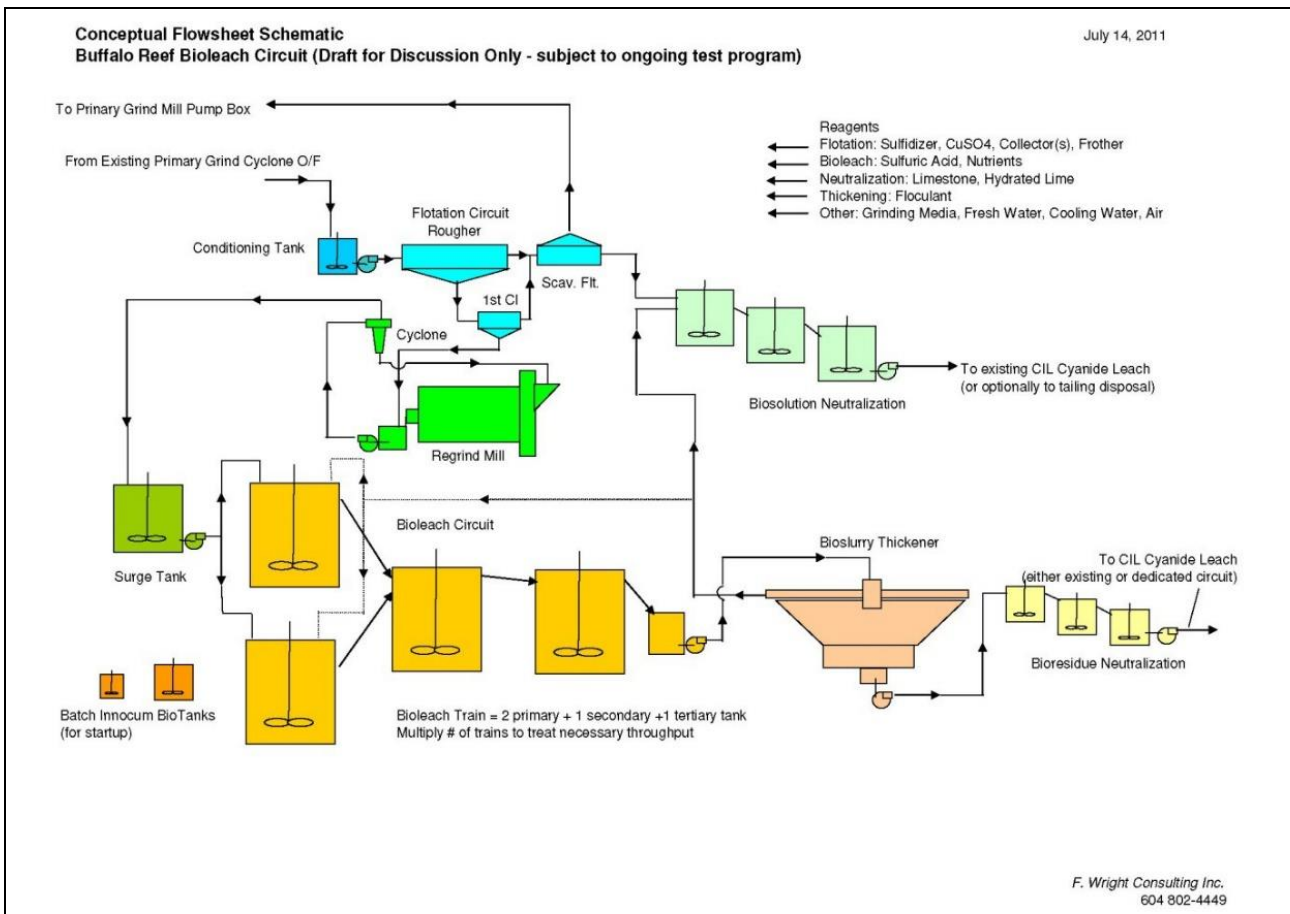 Conceptual Flowsheet Schematic
July 14, 2011
Buffalo Reef Bioleach Circuit (Draft for Discussion Only - subject to ongoing test program)
To Primary Grind Mill Pump Box
Reagents
Flotation: Sulfidizer, CuSO4, Collector(s), Frother
Bioleach: Sulfuric Acid, Nutrients
Neutralization: Limestone, Hydrated Lime
Thickening: Floculant
Other: Grinding Media, Fresh Water, Cooling Water, Air
From Existing Primary Grind Cyclone O/F
Flotation Circuit
Rougher
Conditioning Tank
Scav. Flt.
1st Cl
Cyclone
To existing CIL Cyanide Leach
(or optionally to tailing disposal)
Biosolution Neutralization
Regrind Mill
Bioleach Circuit
Surge Tank
Bioslurry Thickener
To CIL Cyanide Leach
(either existing or dedicated circuit)
Bioresidue Neutralization
Batch Innocum BioTanks
(for startup)
Bioleach Train = 2 primary + 1 secondary +1 tertiary tank
Multiply # of trains to treat necessary throughput
F. Wright Consulting Inc.
604 802-4449